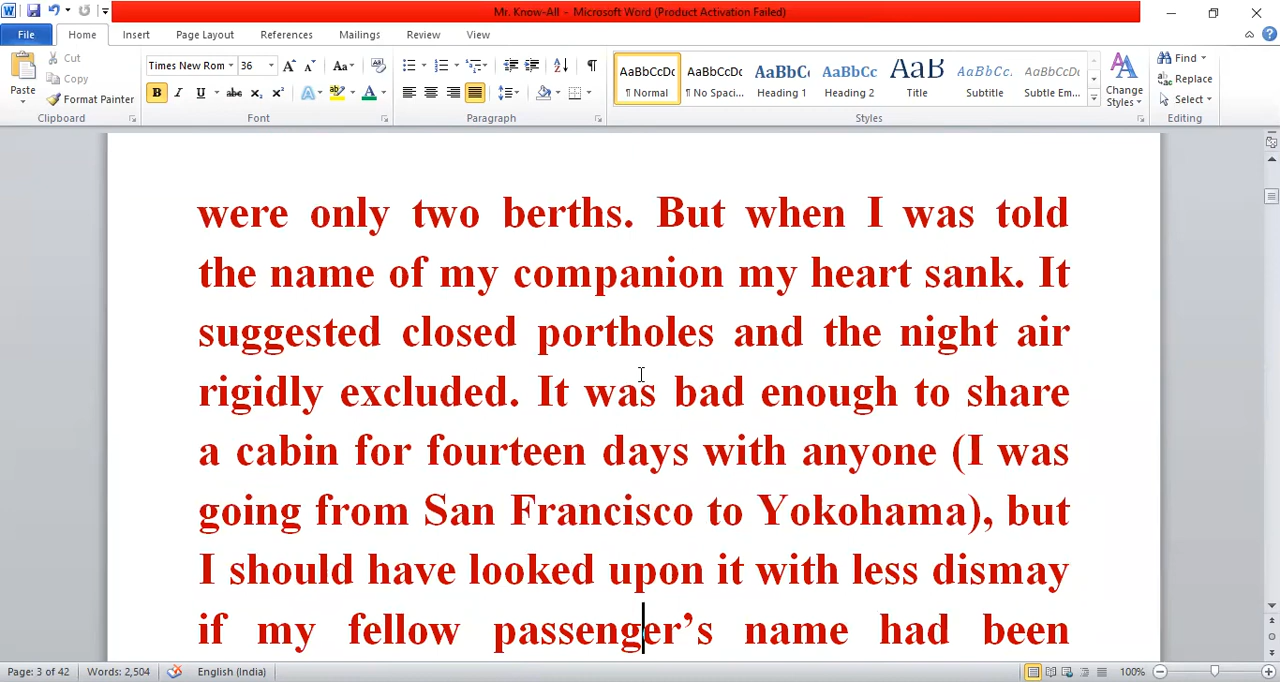 Mr. Know-All - Microsoft Word (Product Activation Failed)
File Home Insert Page Layout References Mailings Review View
Cut
Copy
Format Painter
Paste
Clipboard
Times New Rom 36
Font
Paragraph
AaBbCcDc AaBbCcDc AaBbC AaBbCc AaB AaBbCc. AaBbCcDc
¶ Normal ¶ No Spaci... Heading 1 Heading 2 Title Subtitle Subtle Em...
Change Styles
Styles
Find
Replace
Select
Editing
were only two berths. But when I was told
the name of my companion my heart sank. It
suggested closed portholes and the night air
rigidly excluded. It was bad enough to share
a cabin for fourteen days with anyone (I was
going from San Francisco to Yokohama), but
I should have looked upon it with less dismay
if my fellow passenger’s name had been
Page: 3 of 42 Words: 2,504 English (India) 100%